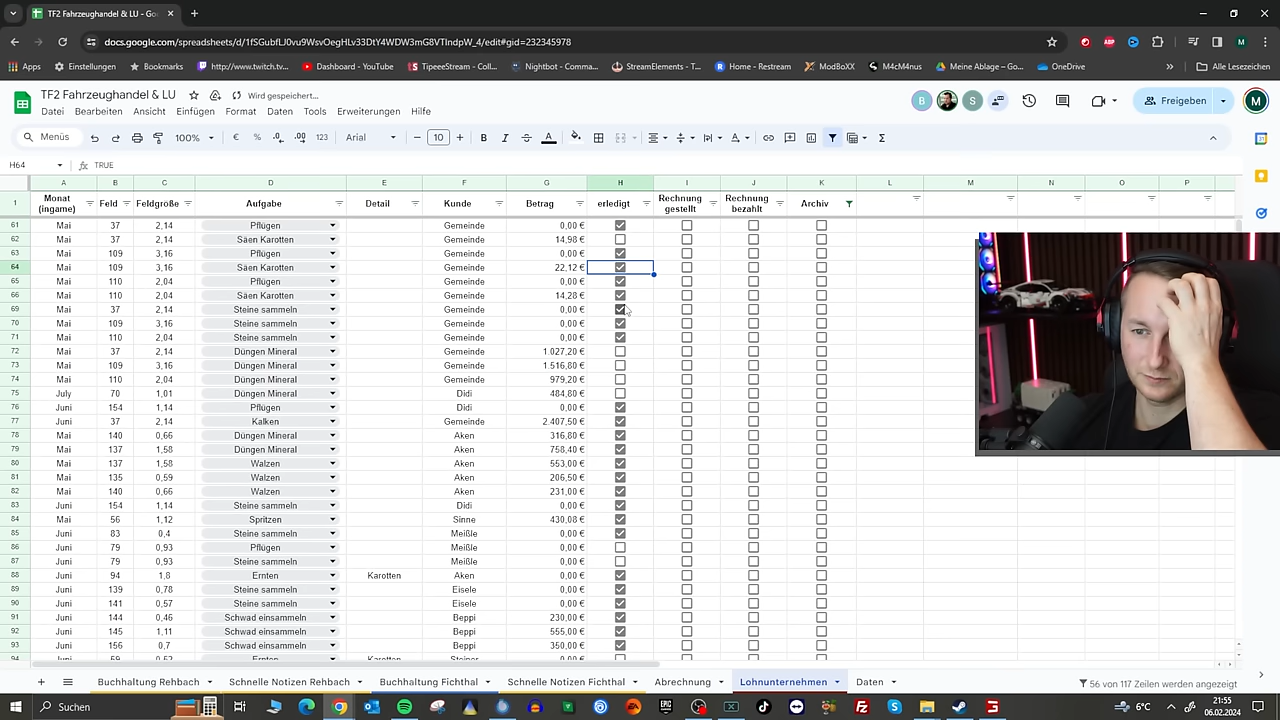 TF2 Fahrzeughandel & LU - Go
docs.google.com/spreadsheets/d/1fSGubfLJ0vu9WsvOegHLv33DtY4WDW3mG8VTlndpW_4/edit#gid=232345978
Apps Einstellungen Bookmarks http://www.twitch.tv... Dashboard - YouTube TipeeeStream - Coll... Nightbot - Comma... StreamElements - T... Home - Restream ModBoXX M4cM4nus Meine Ablage – Go... OneDrive » Alle Lesezeichen
TF2 Fahrzeughandel & LU Wird gespeichert...
Datei Bearbeiten Ansicht Einfügen Format Daten Tools Erweiterungen Hilfe
B S Freigeben M
Menüs 100% € % .0 .00 123 Arial 10 B I A Σ
H64 fx TRUE
A B C D E F G H I J K L M N O P
1 Monat (ingame) Feld Feldgröße Aufgabe Detail Kunde Betrag erledigt Rechnung gestellt Rechnung bezahlt Archiv
61 Mai 37 2,14 Pflügen Gemeinde 0,00 €
62 Mai 37 2,14 Säen Karotten Gemeinde 14,98 €
63 Mai 109 3,16 Pflügen Gemeinde 0,00 €
64 Mai 109 3,16 Säen Karotten Gemeinde 22,12 €
65 Mai 110 2,04 Pflügen Gemeinde 0,00 €
66 Mai 110 2,04 Säen Karotten Gemeinde 14,28 €
69 Mai 37 2,14 Steine sammeln Gemeinde 0,00 €
70 Mai 109 3,16 Steine sammeln Gemeinde 0,00 €
71 Mai 110 2,04 Steine sammeln Gemeinde 0,00 €
72 Mai 37 2,14 Düngen Mineral Gemeinde 1.027,20 €
73 Mai 109 3,16 Düngen Mineral Gemeinde 1.516,80 €
74 Mai 110 2,04 Düngen Mineral Gemeinde 979,20 €
75 July 70 1,01 Düngen Mineral Didi 484,80 €
76 Juni 154 1,14 Pflügen Didi 0,00 €
77 Juni 37 2,14 Kalken Gemeinde 2.407,50 €
78 Mai 140 0,66 Düngen Mineral Aken 316,80 €
79 Mai 137 1,58 Düngen Mineral Aken 758,40 €
80 Mai 137 1,58 Walzen Aken 553,00 €
81 Mai 135 0,59 Walzen Aken 206,50 €
82 Mai 140 0,66 Walzen Aken 231,00 €
83 Juni 154 1,14 Steine sammeln Didi 0,00 €
84 Mai 56 1,12 Spritzen Sinne 430,08 €
85 Juni 83 0,4 Steine sammeln Meißle 0,00 €
86 Juni 79 0,93 Pflügen Meißle 0,00 €
87 Juni 79 0,93 Steine sammeln Meißle 0,00 €
88 Juni 94 1,8 Ernten Karotten Aken 0,00 €
89 Juni 139 0,78 Steine sammeln Eisele 0,00 €
90 Juni 141 0,57 Steine sammeln Eisele 0,00 €
91 Juni 144 0,46 Schwad einsammeln Beppi 230,00 €
92 Juni 145 1,11 Schwad einsammeln Beppi 555,00 €
93 Juni 156 0,7 Schwad einsammeln Beppi 350,00 €
94 Juni 59 0,62 Ernten Karotten Steiner 0,00 €
Buchhaltung Rehbach Schnelle Notizen Rehbach Buchhaltung Fichthal Schnelle Notizen Fichthal Abrechnung Lohnunternehmen Daten 56 von 117 Zeilen werden angezeigt
Suchen 6°C 21:55
06.02.2024